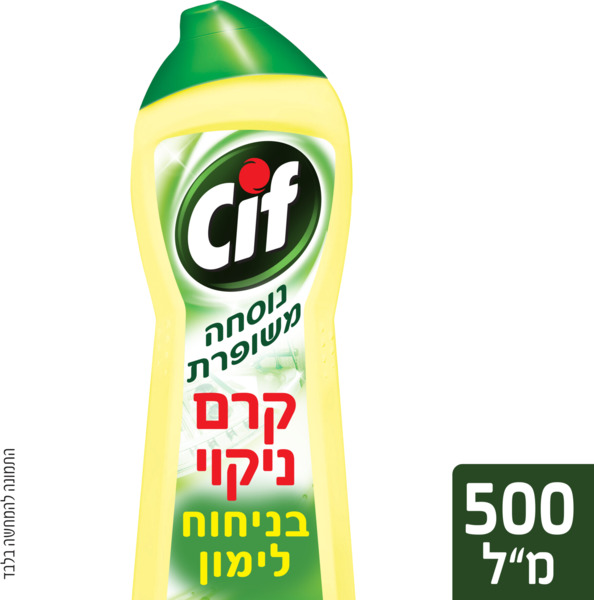 Cif
נוסחה
משופרת
קרם
ניקוי
בניחוח
לימון
500
מ״ל
התמונה להמחשה בלבד